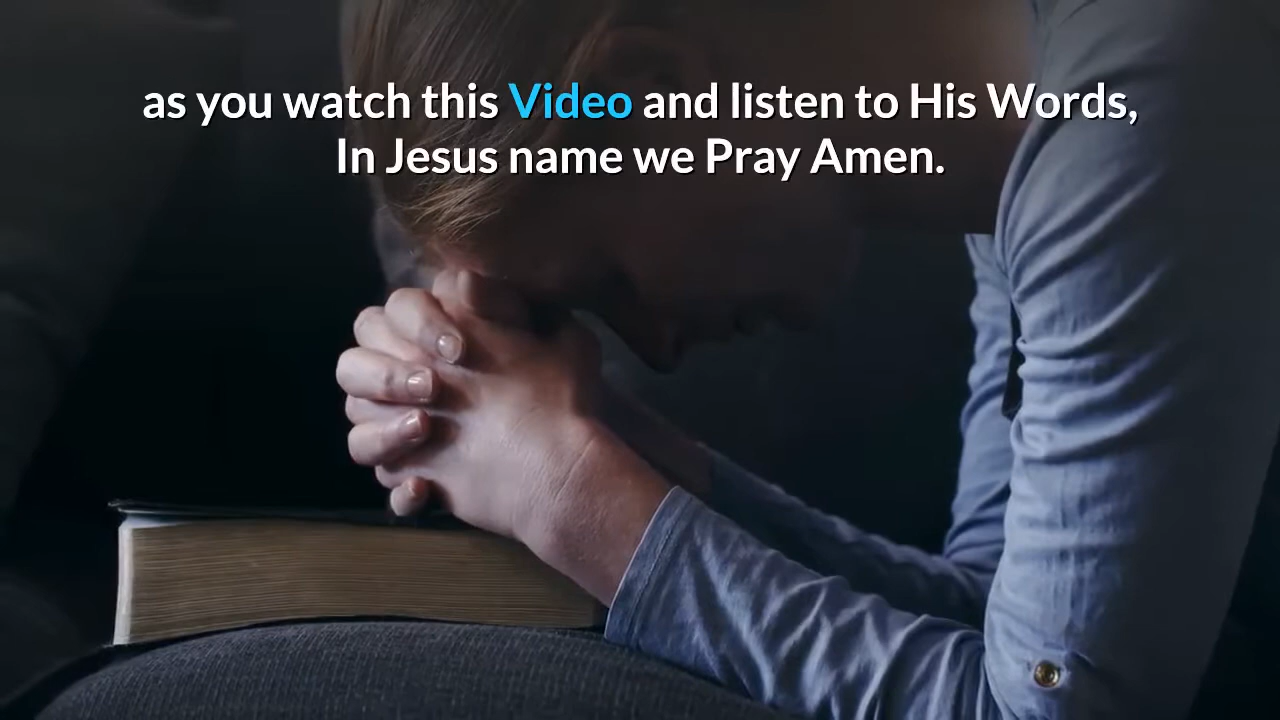 as you watch this Video and listen to His Words,
In Jesus name we Pray Amen.